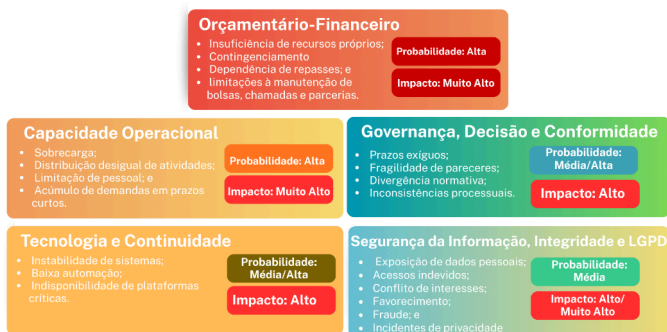 Orçamentário-Financeiro
• Insuficiência de recursos próprios;
• Contingenciamento
• Dependência de repasses; e
• limitações à manutenção de
bolsas, chamadas e parcerias.
Probabilidade: Alta
Impacto: Muito Alto
Capacidade Operacional
• Sobrecarga;
• Distribuição desigual de atividades;
• Limitação de pessoal; e
• Acúmulo de demandas em prazos
curtos.
Probabilidade: Alta
Impacto: Muito Alto
Governança, Decisão e Conformidade
• Prazos exíguos;
• Fragilidade de pareceres;
• Divergência normativa;
• Inconsistências processuais.
Probabilidade:
Média/Alta
Impacto: Alto
Tecnologia e Continuidade
• Instabilidade de sistemas;
• Baixa automação;
• Indisponibilidade de plataformas
críticas.
Probabilidade:
Média/Alta
Impacto: Alto
Segurança da Informação, Integridade e LGPD
• Exposição de dados pessoais;
• Acessos indevidos;
• Conflito de interesses;
• Favorecimento;
• Fraude; e
• Incidentes de privacidade
Probabilidade:
Média
Impacto: Alto/
Muito Alto